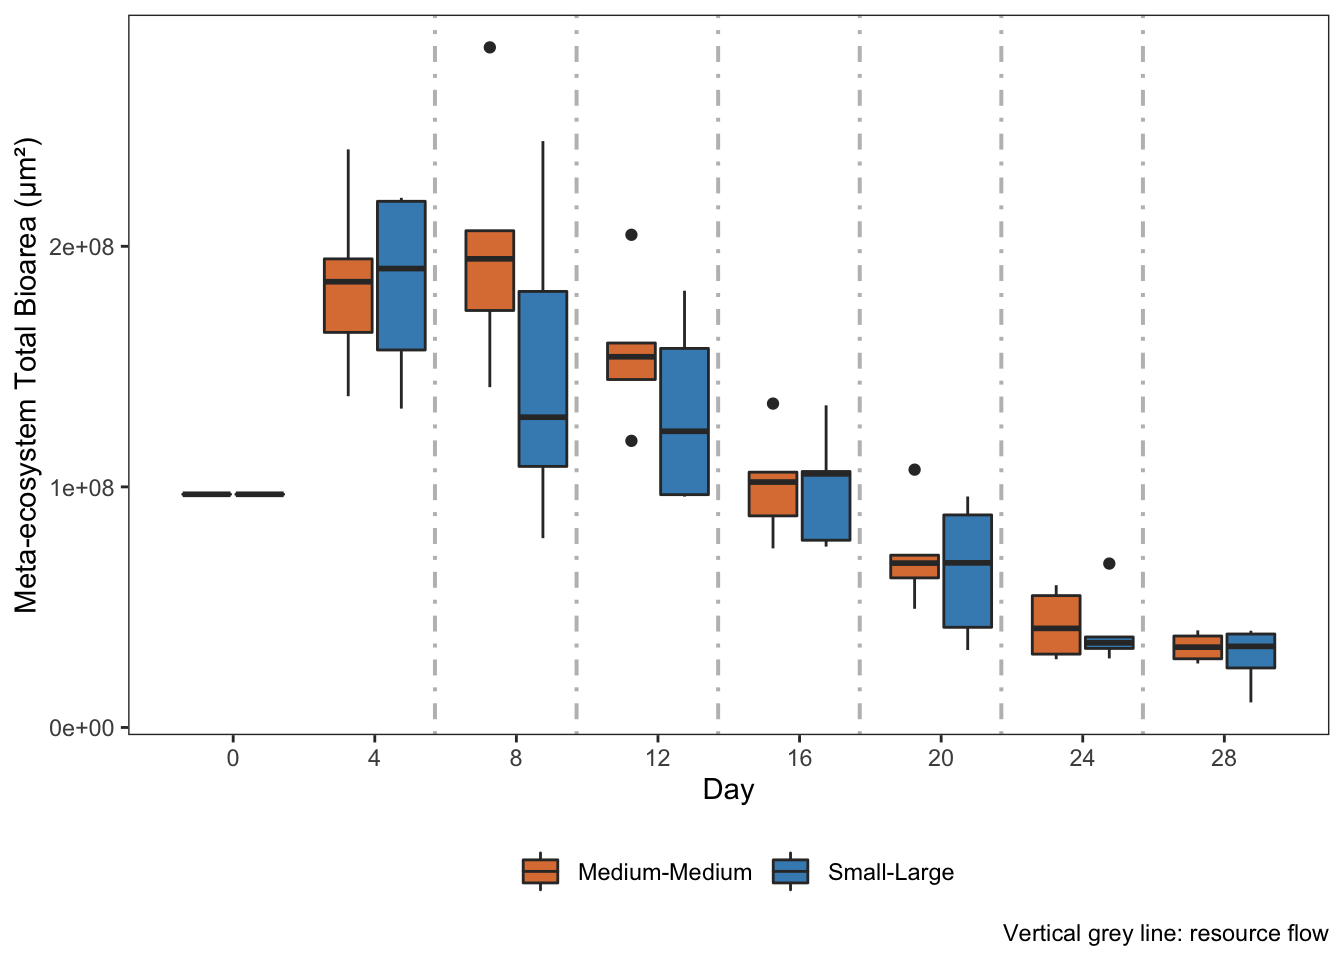 Meta-ecosystem Total Bioarea (µm²)
2e+08
1e+08
0e+00
0 4 8 12 16 20 24 28
Day
Medium-Medium Small-Large
Vertical grey line: resource flow